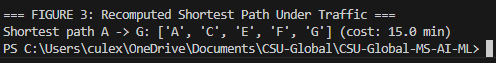 === FIGURE 3: Recomputed Shortest Path Under Traffic ===
Shortest path A -> G: ['A', 'C', 'E', 'F', 'G'] (cost: 15.0 min)
PS C:\Users\culex\OneDrive\Documents\CSU-Global\CSU-Global-MS-AI-ML>